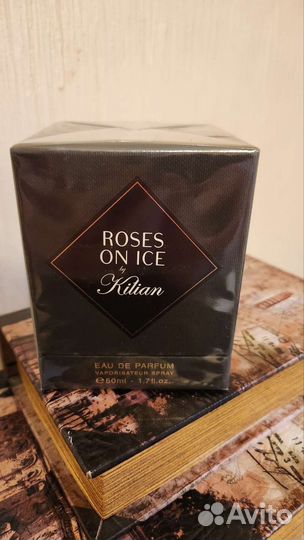 ROSES
ON ICE
by
Kilian
EAU DE PARFUM
VAPORISATEUR SPRAY
℮50ml - 1.7fl.oz.
Avito